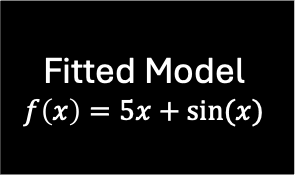 Fitted Model
𝑓(𝑥) = 5𝑥 + sin(𝑥)